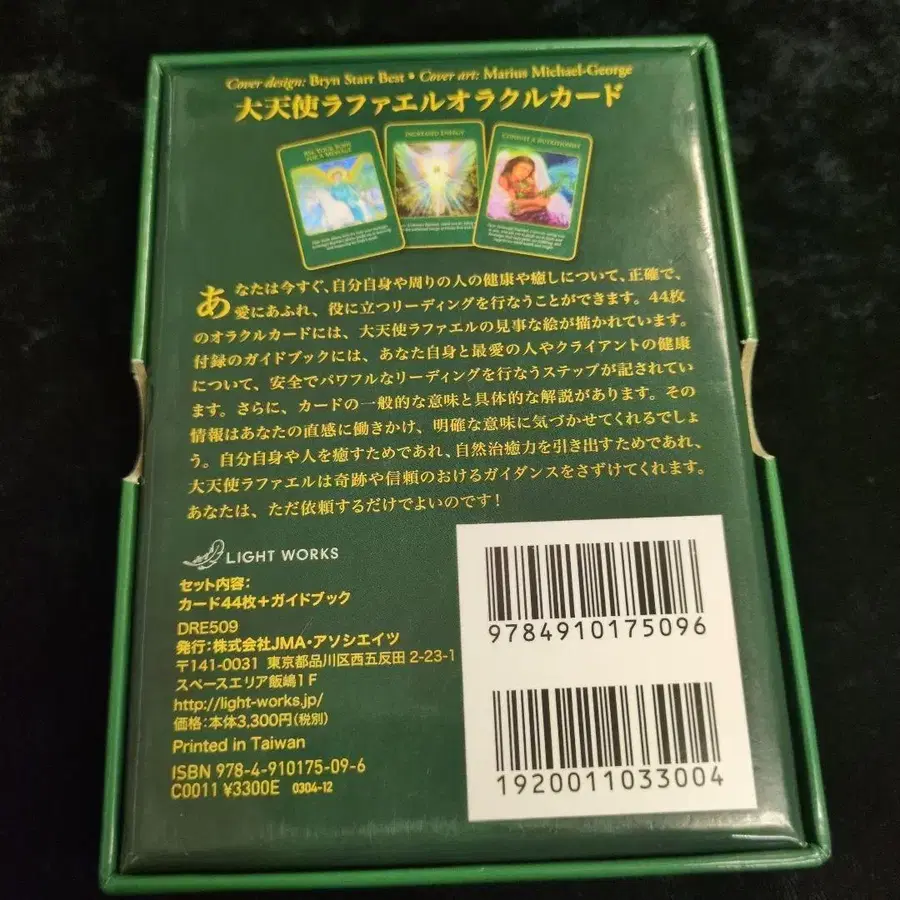 Cover design: Bryn Starr Best • Cover art: Marius Michael-George
大天使ラファエルオラクルカード
ASK YOUR BODY
FOR A MESSAGE
INCREASED ENERGY
CONSULT A NUTRITIONIST
あなたは今すぐ、自分自身や周りの人の健康や癒しについて、正確で、
愛にあふれ、役に立つリーディングを行なうことができます。44枚
のオラクルカードには、大天使ラファエルの見事な絵が描かれています。
付録のガイドブックには、あなた自身と最愛の人やクライアントの健康
について、安全でパワフルなリーディングを行なうステップが記されてい
ます。さらに、カードの一般的な意味と具体的な解説があります。その
情報はあなたの直感に働きかけ、明確な意味に気づかせてくれるでしょ
う。自分自身や人を癒すためであれ、自然治癒力を引き出すためであれ、
大天使ラファエルは奇跡や信頼のおけるガイダンスをさずけてくれます。
あなたは、ただ依頼するだけでよいのです!
LIGHT WORKS
セット内容:
カード44枚+ガイドブック
DRE509
発行:株式会社JMA・アソシエイツ
〒141-0031 東京都品川区西五反田 2-23-1
スペースエリア飯嶋1F
http://light-works.jp/
価格:本体3,300円(税別)
Printed in Taiwan
ISBN 978-4-910175-09-6
C0011 ¥3300E 0304-12
9784910175096
1920011033004